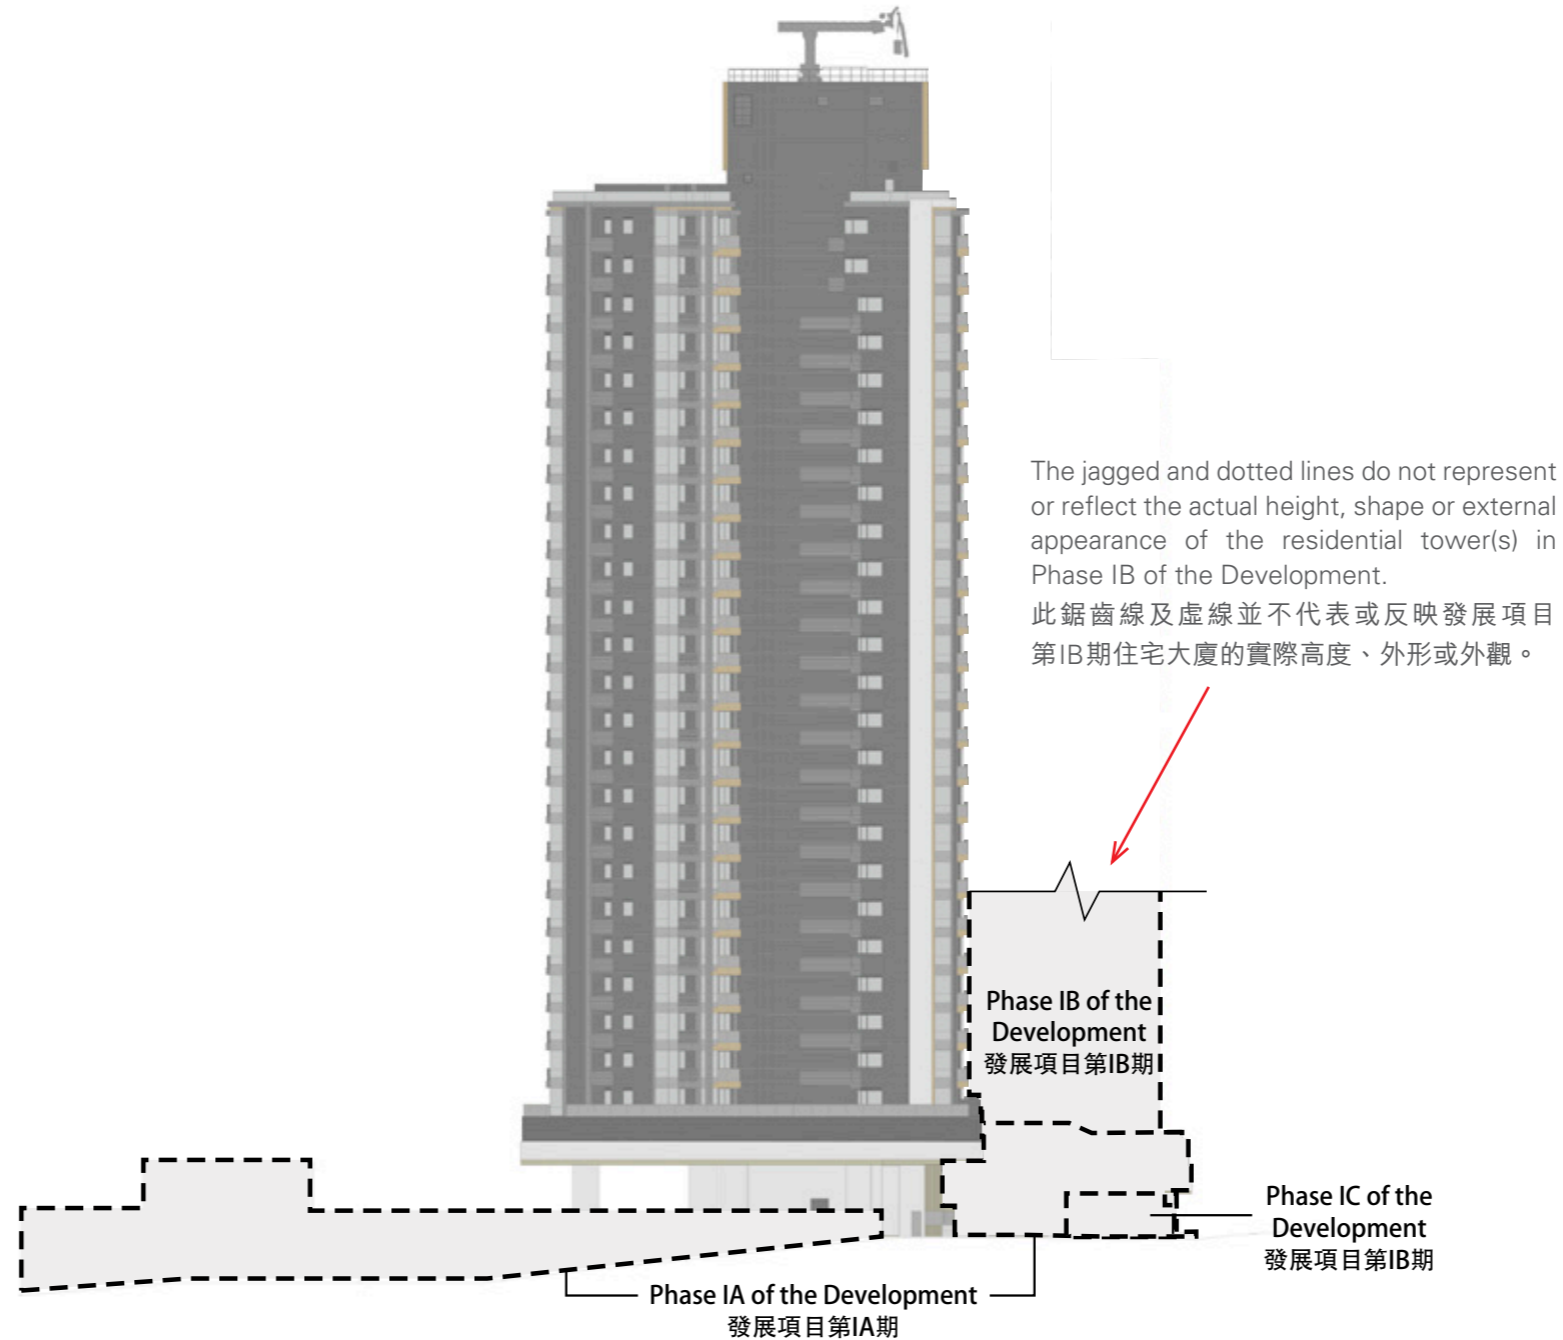 The jagged and dotted lines do not represent
or reflect the actual height, shape or external
appearance of the residential tower(s) in
Phase IB of the Development.
此鋸齒線及虛線並不代表或反映發展項目
第IB期住宅大廈的實際高度、外形或外觀。
Phase IB of the
Development
發展項目第IB期
Phase IC of the
Development
發展項目第IB期
Phase IA of the Development
發展項目第IA期